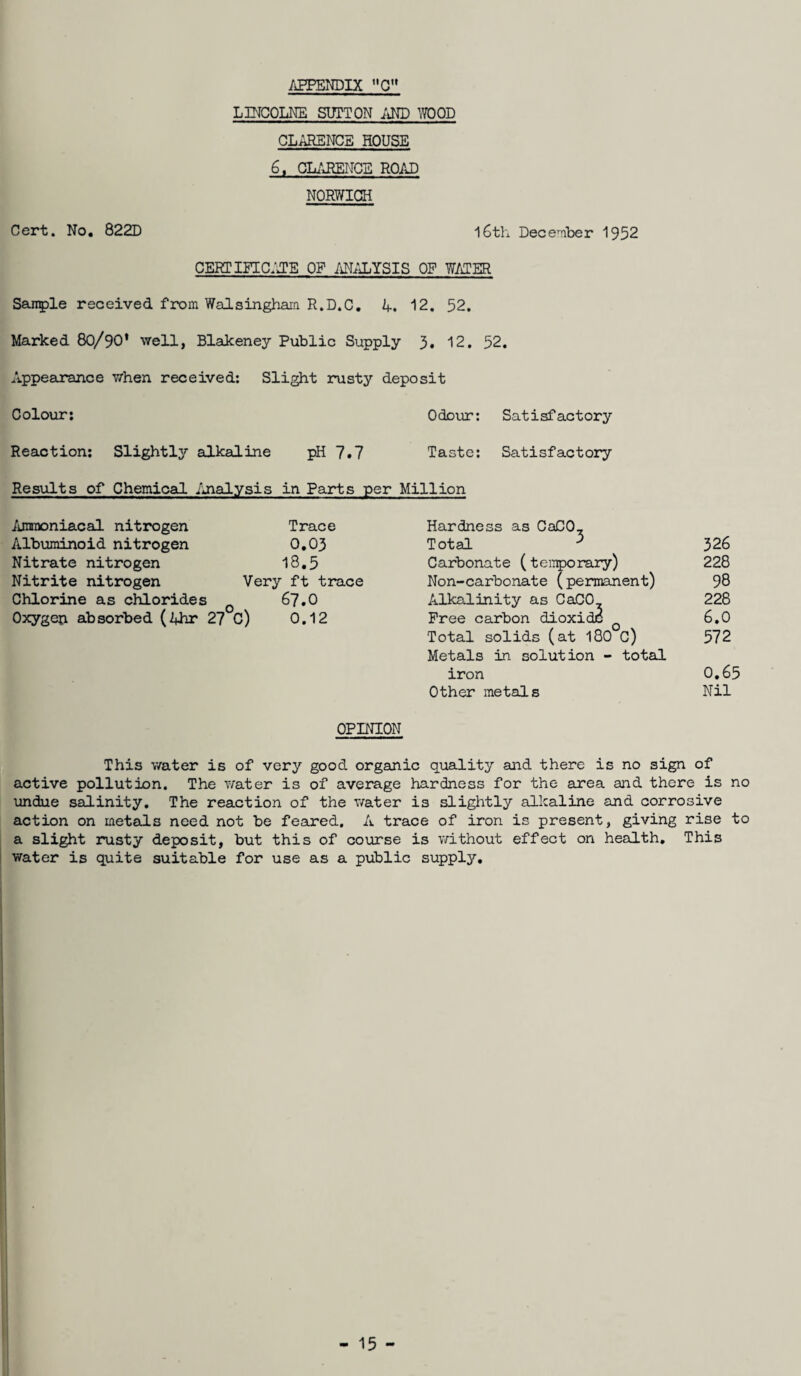 APPENDIX "C"
LINCOLNE SUTTON AND WOOD
CLARENCE HOUSE
6, CLARENCE ROAD
NORWICH
Cert. No. 822D 16th December 1952
CERTIFICATE OF ANALYSIS OF WATER
Sample received from Walsingham R.D.C. 4. 12. 52.
Marked 80/90' well, Blakeney Public Supply 3. 12. 52.
Appearance when received: Slight rusty deposit
Colour: Odour: Satisfactory
Reaction: Slightly alkaline pH 7.7 Taste: Satisfactory
Results of Chemical Analysis in Parts per Million
Ammoniacal nitrogen Trace Hardness as CaCO3
Albuminoid nitrogen 0.03 Total 326
Nitrate nitrogen 18.5 Carbonate (temporary) 228
Nitrite nitrogen Very ft trace Non-carbonate (permanent) 98
Chlorine as chlorides 67.0 Alkalinity as CaCO3 228
Oxygen absorbed (4hr 27°C) 0.12 Free carbon dioxide 6.0
Total solids (at 180°C) 572
Metals in solution - total
iron 0.65
Other metals Nil
OPINION
This water is of very good organic quality and there is no sign of
active pollution. The water is of average hardness for the area and there is no
undue salinity. The reaction of the water is slightly alkaline and corrosive
action on metals need not be feared. A trace of iron is present, giving rise to
a slight rusty deposit, but this of course is without effect on health. This
water is quite suitable for use as a public supply.
- 15 -